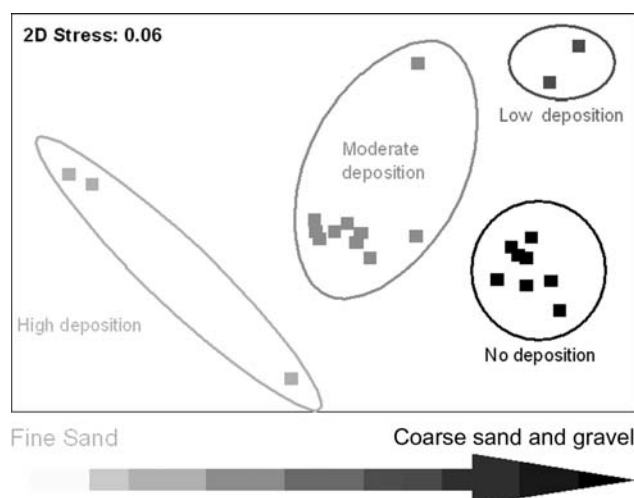 2D Stress: 0.06
Low deposition
Moderate
deposition
High deposition
No deposition
Fine Sand
Coarse sand and gravel